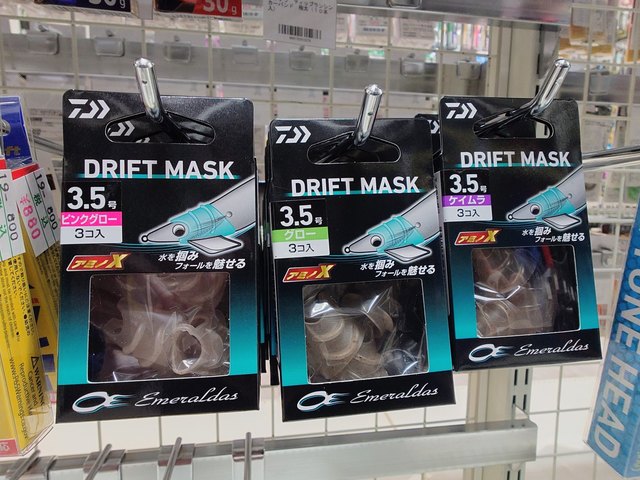 DRIFT MASK
3.5号
ピンクグロー
3コ入
アミノX
水を掴み
フォールを魅せる
Emeraldas
DRIFT MASK
3.5号
グロー
3コ入
アミノX
水を掴み
フォールを魅せる
Emeraldas
DRIFT MASK
3.5号
ケイムラ
3コ入
アミノX
水を掴み
フォールを魅せる
Emeraldas
HEAD